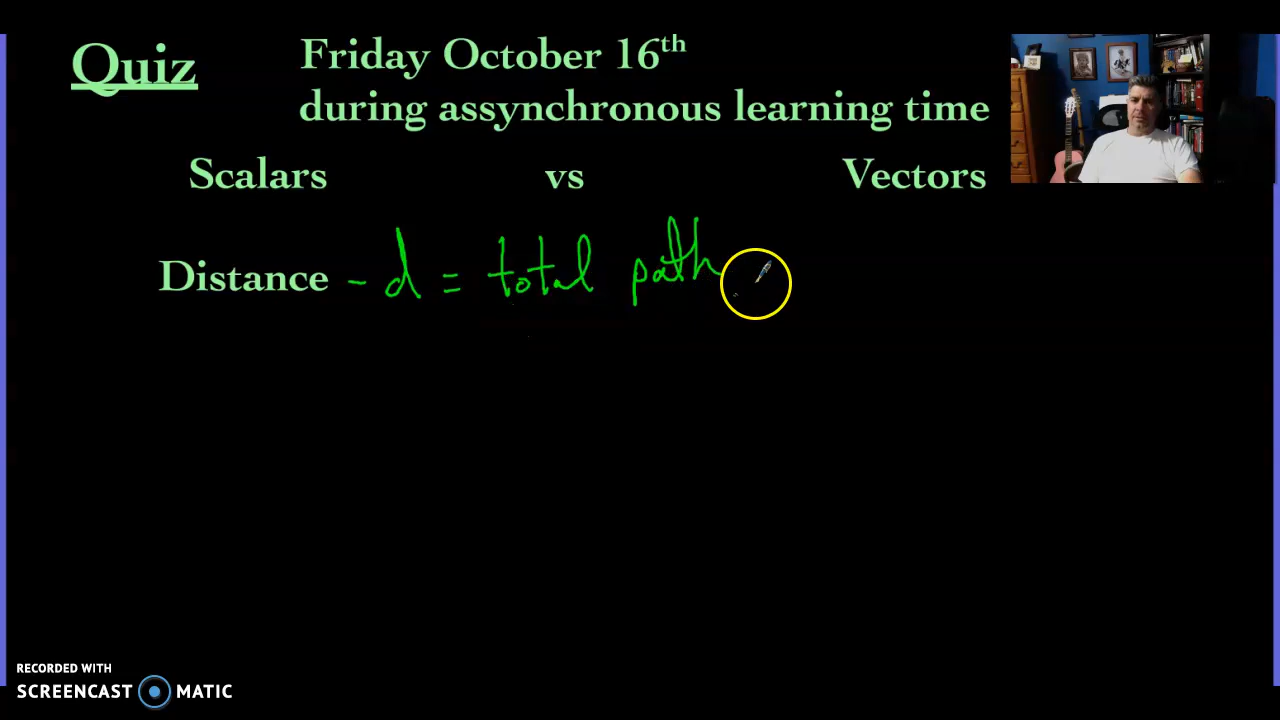 Quiz
Friday October 16th
during assynchronous learning time
Scalars vs Vectors
Distance - d = total path
RECORDED WITH
SCREENCAST MATIC